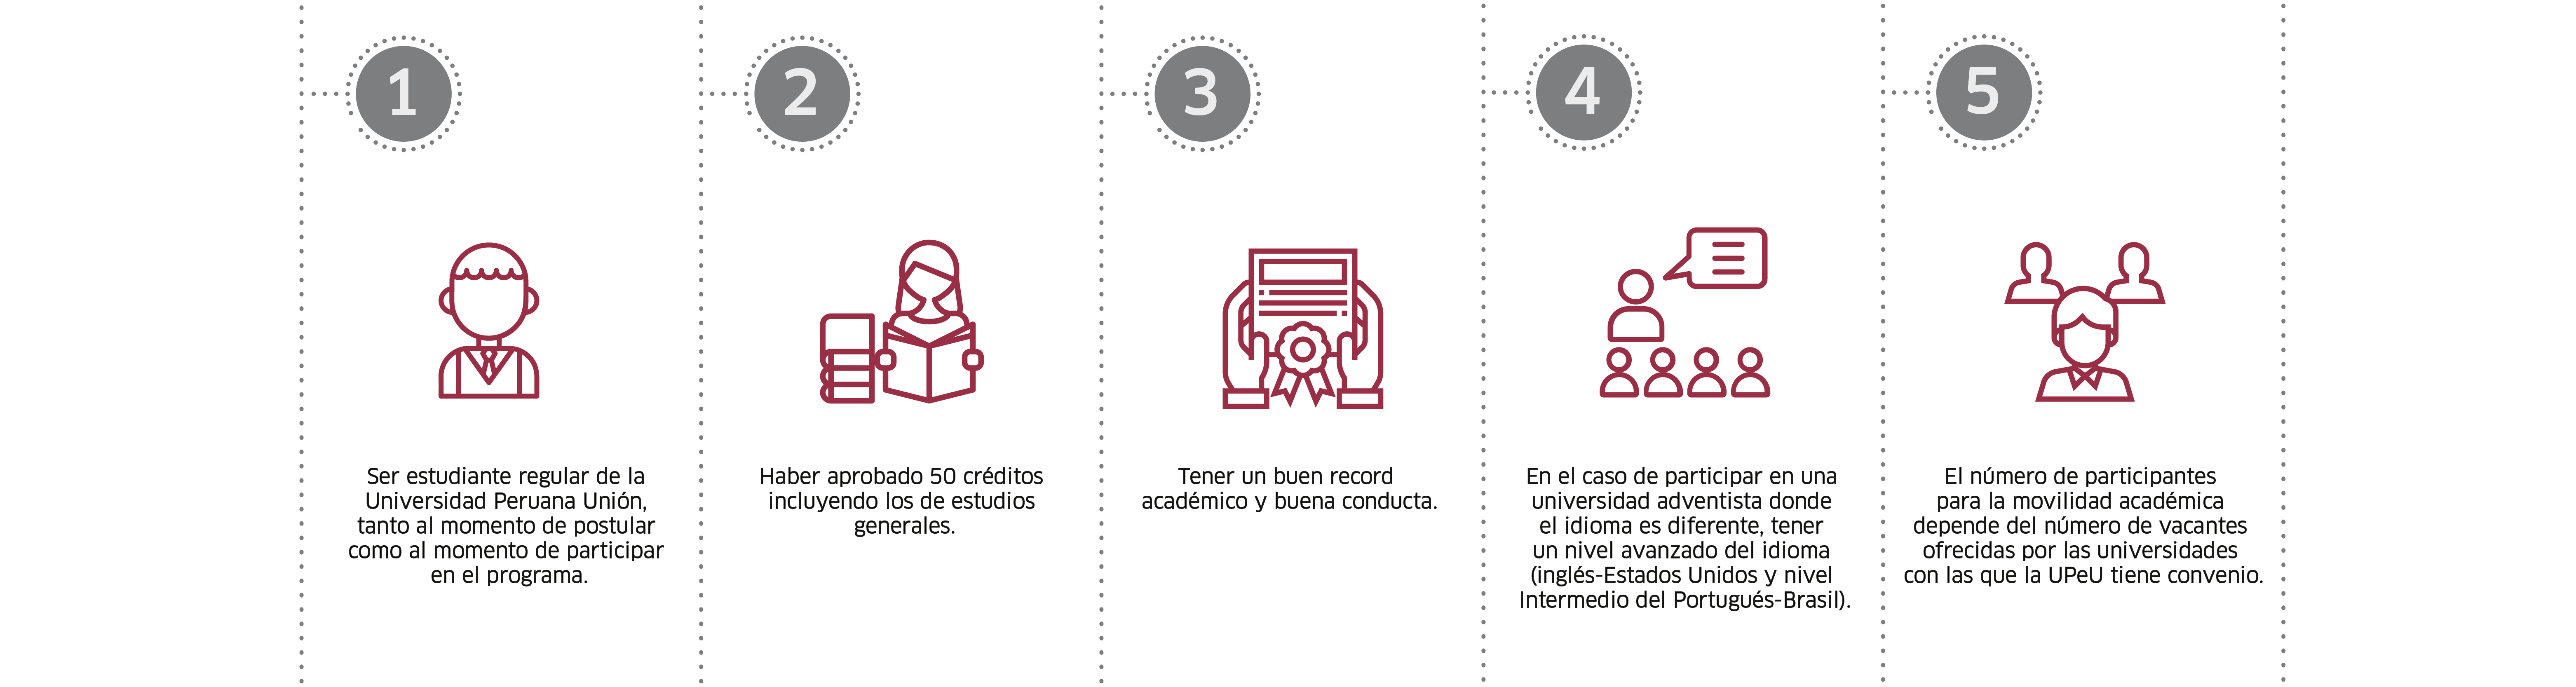 1
Ser estudiante regular de la
Universidad Peruana Unión,
tanto al momento de postular
como al momento de participar
en el programa.
2
Haber aprobado 50 créditos
incluyendo los de estudios
generales.
3
Tener un buen record
académico y buena conducta.
4
En el caso de participar en una
universidad adventista donde
el idioma es diferente, tener
un nivel avanzado del idioma
(inglés-Estados Unidos y nivel
Intermedio del Portugués-Brasil).
5
El número de participantes
para la movilidad académica
depende del número de vacantes
ofrecidas por las universidades
con las que la UPeU tiene convenio.